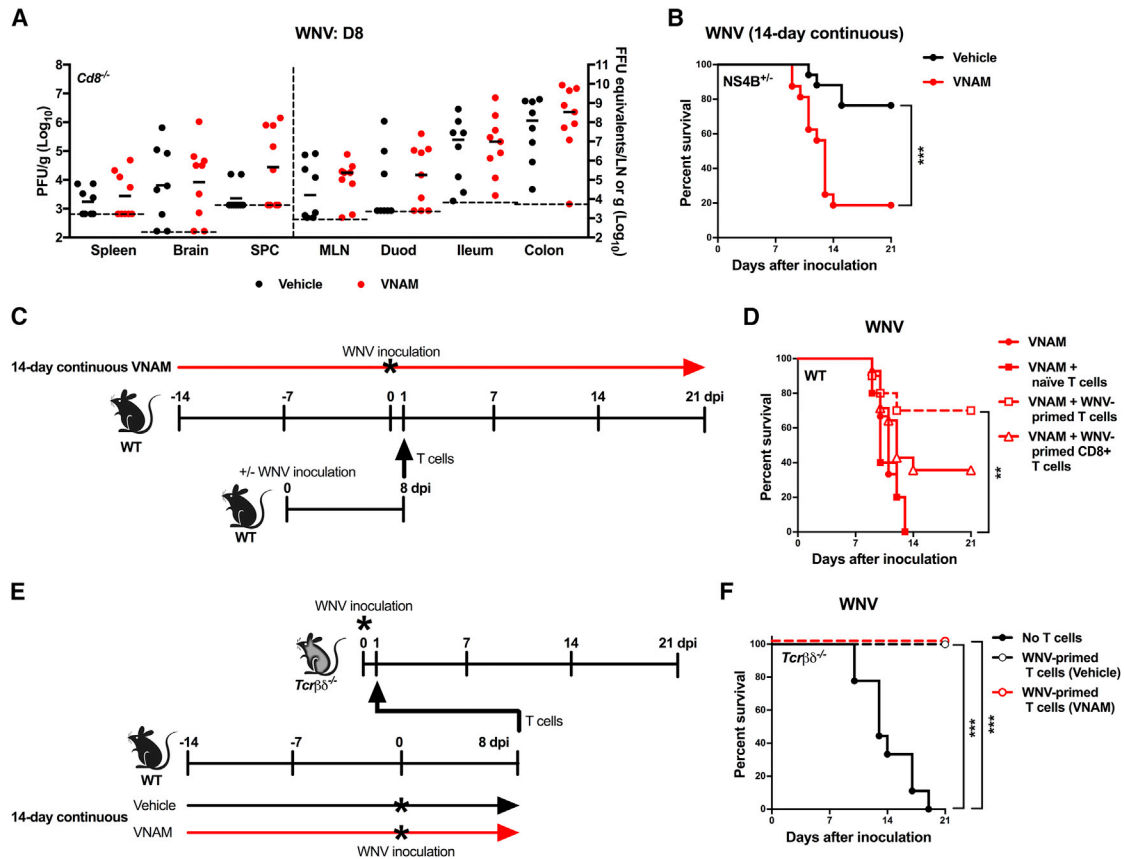 A
WNV: D8
Cd8-/-
PFU/g (Log10)
8
7
6
5
4
3
2
FFU equivalents/LN or g (Log10)
11
10
9
8
7
6
5
4
3
2
Spleen Brain SPC MLN Duod Ileum Colon
Vehicle VNAM
B
WNV (14-day continuous)
NS4B+/-
Percent survival
100
80
60
40
20
0
0 7 14 21
Days after inoculation
Vehicle
VNAM
***
C
WNV inoculation
*
14-day continuous VNAM
-14 -7 0 1 7 14 21 dpi
WT
T cells
+/- WNV inoculation
0 8 dpi
WT
D
WNV
WT
Percent survival
100
80
60
40
20
0
0 7 14 21
Days after inoculation
VNAM
VNAM +
naïve T cells
VNAM + WNV-
primed T cells
VNAM + WNV-
primed CD8+
T cells
**
E
WNV inoculation
*
0 1 7 14 21 dpi
Tcrβδ-/-
T cells
-14 -7 0 8 dpi
WT
14-day continuous
Vehicle *
VNAM *
WNV inoculation
F
WNV
Tcrβδ-/-
Percent survival
100
80
60
40
20
0
0 7 14 21
Days after inoculation
No T cells
WNV-primed
T cells (Vehicle)
WNV-primed
T cells (VNAM)
***
***